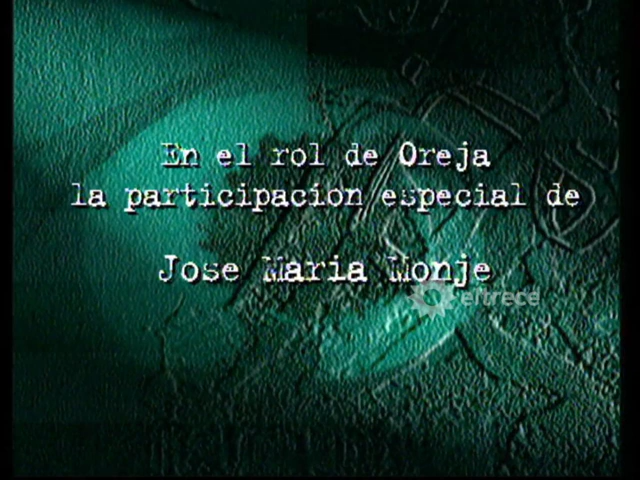 En el rol de Oreja
la participacion especial de
Jose Maria Monje
eltrece